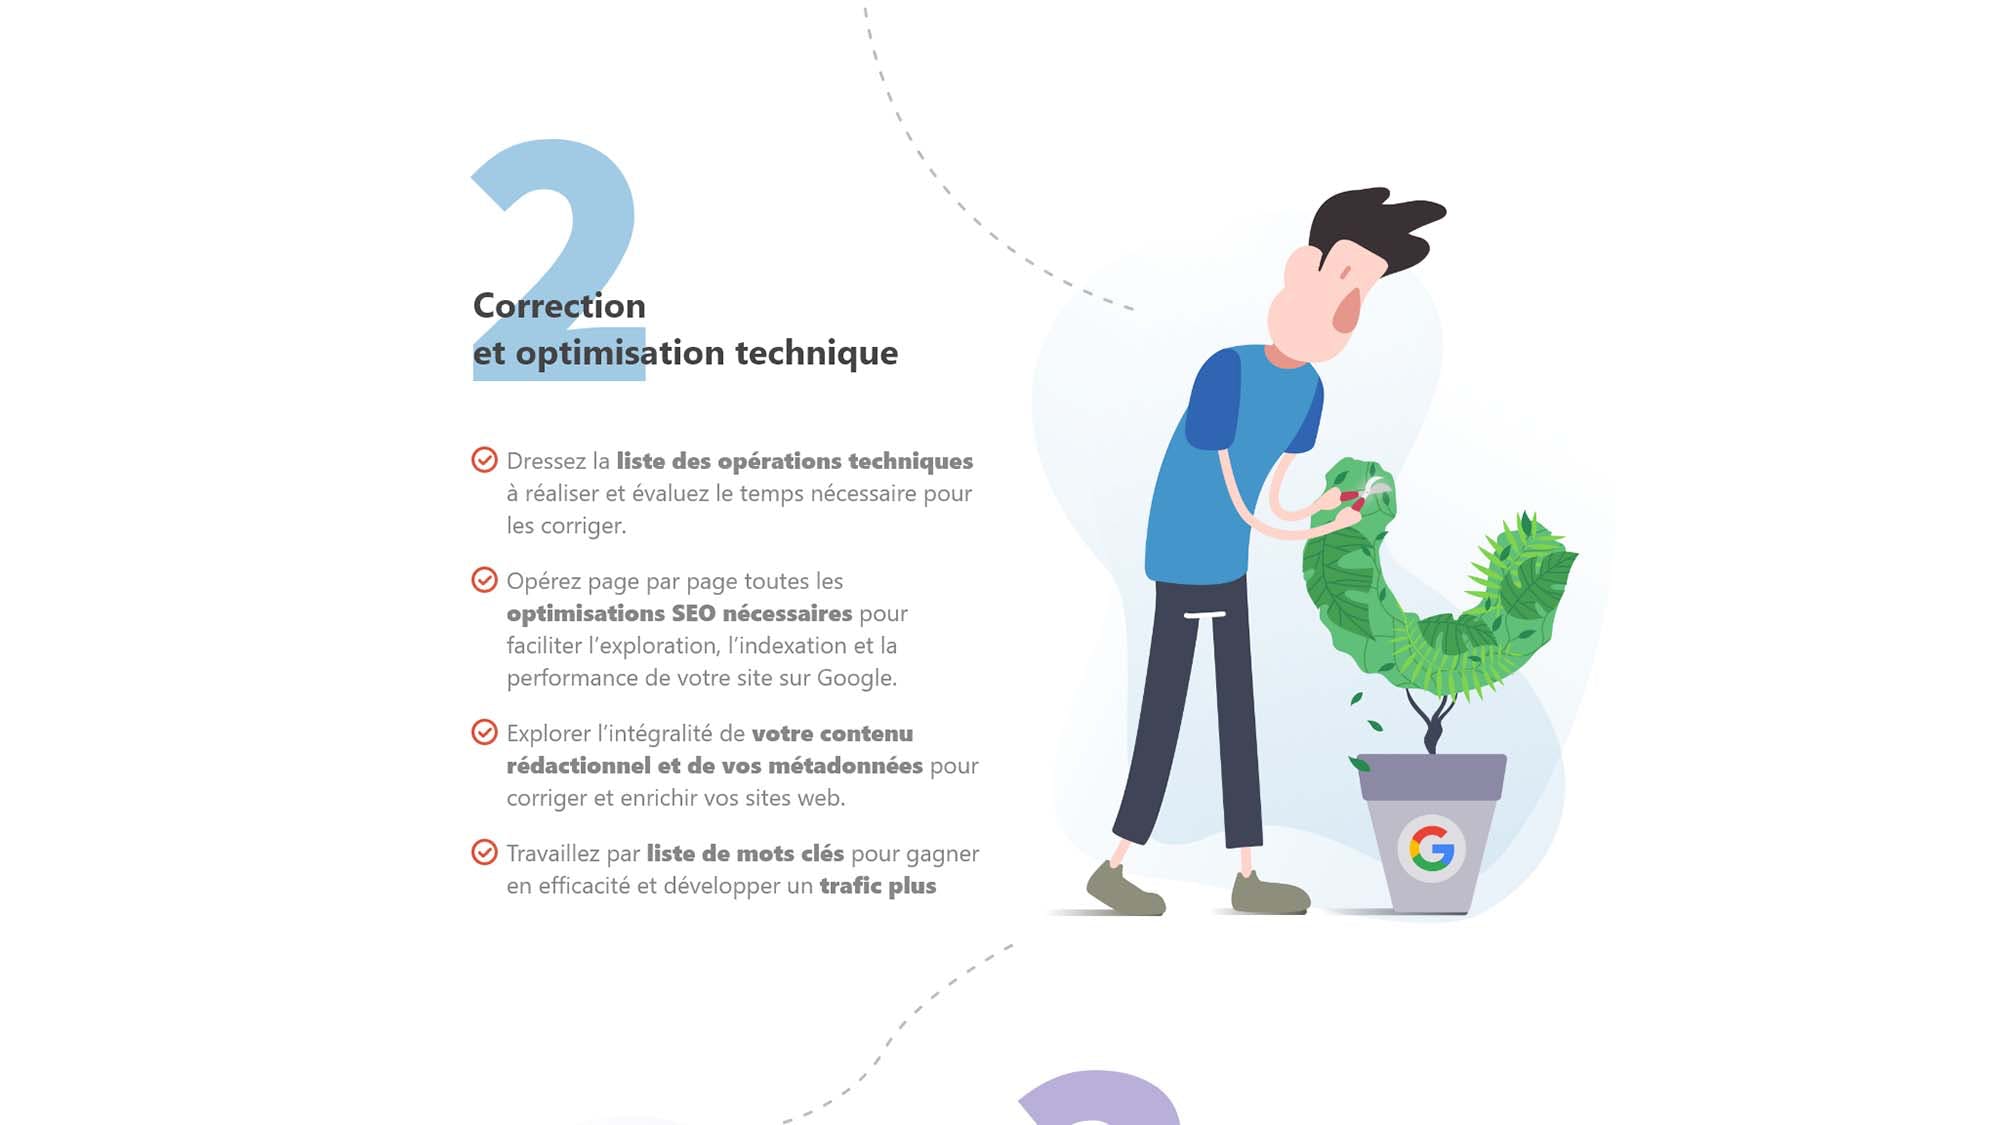 2
Correction
et optimisation technique
Dressez la liste des opérations techniques
à réaliser et évaluez le temps nécessaire pour
les corriger.
Opérez page par page toutes les
optimisations SEO nécessaires pour
faciliter l’exploration, l’indexation et la
performance de votre site sur Google.
Explorer l’intégralité de votre contenu
rédactionnel et de vos métadonnées pour
corriger et enrichir vos sites web.
Travaillez par liste de mots clés pour gagner
en efficacité et développer un trafic plus
G